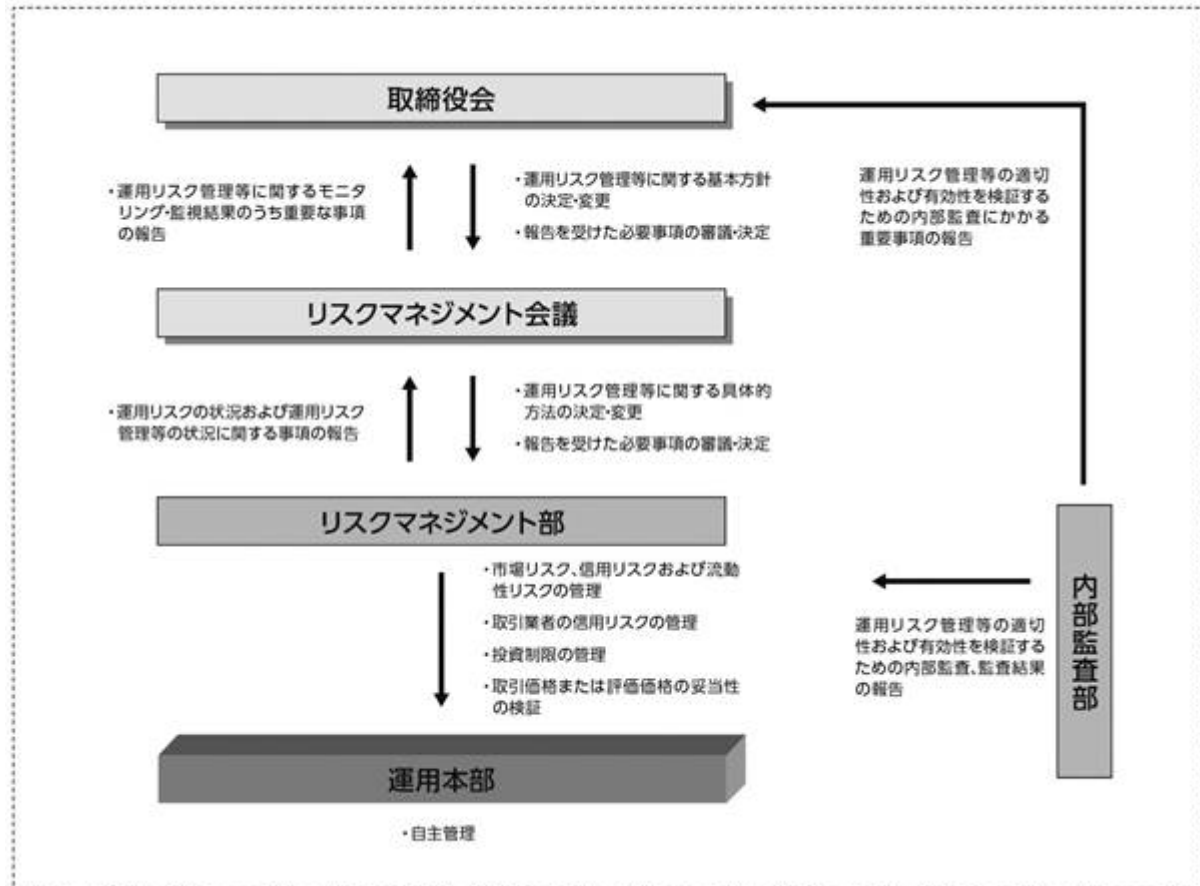 取締役会
・運用リスク管理等に関するモニタ
リング・監視結果のうち重要な事項
の報告
・運用リスク管理等に関する基本方針
の決定・変更
・報告を受けた必要事項の審議・決定
運用リスク管理等の適切
性および有効性を検証する
ための内部監査にかかる
重要事項の報告
リスクマネジメント会議
・運用リスクの状況および運用リスク
管理等の状況に関する事項の報告
・運用リスク管理等に関する具体的
方法の決定・変更
・報告を受けた必要事項の審議・決定
リスクマネジメント部
・市場リスク、信用リスクおよび流動
性リスクの管理
・取引業者の信用リスクの管理
・投資制限の管理
・取引価格または評価価格の妥当性
の検証
運用リスク管理等の適切
性および有効性を検証する
ための内部監査、監査結果
の報告
内部監査部
運用本部
・自主管理